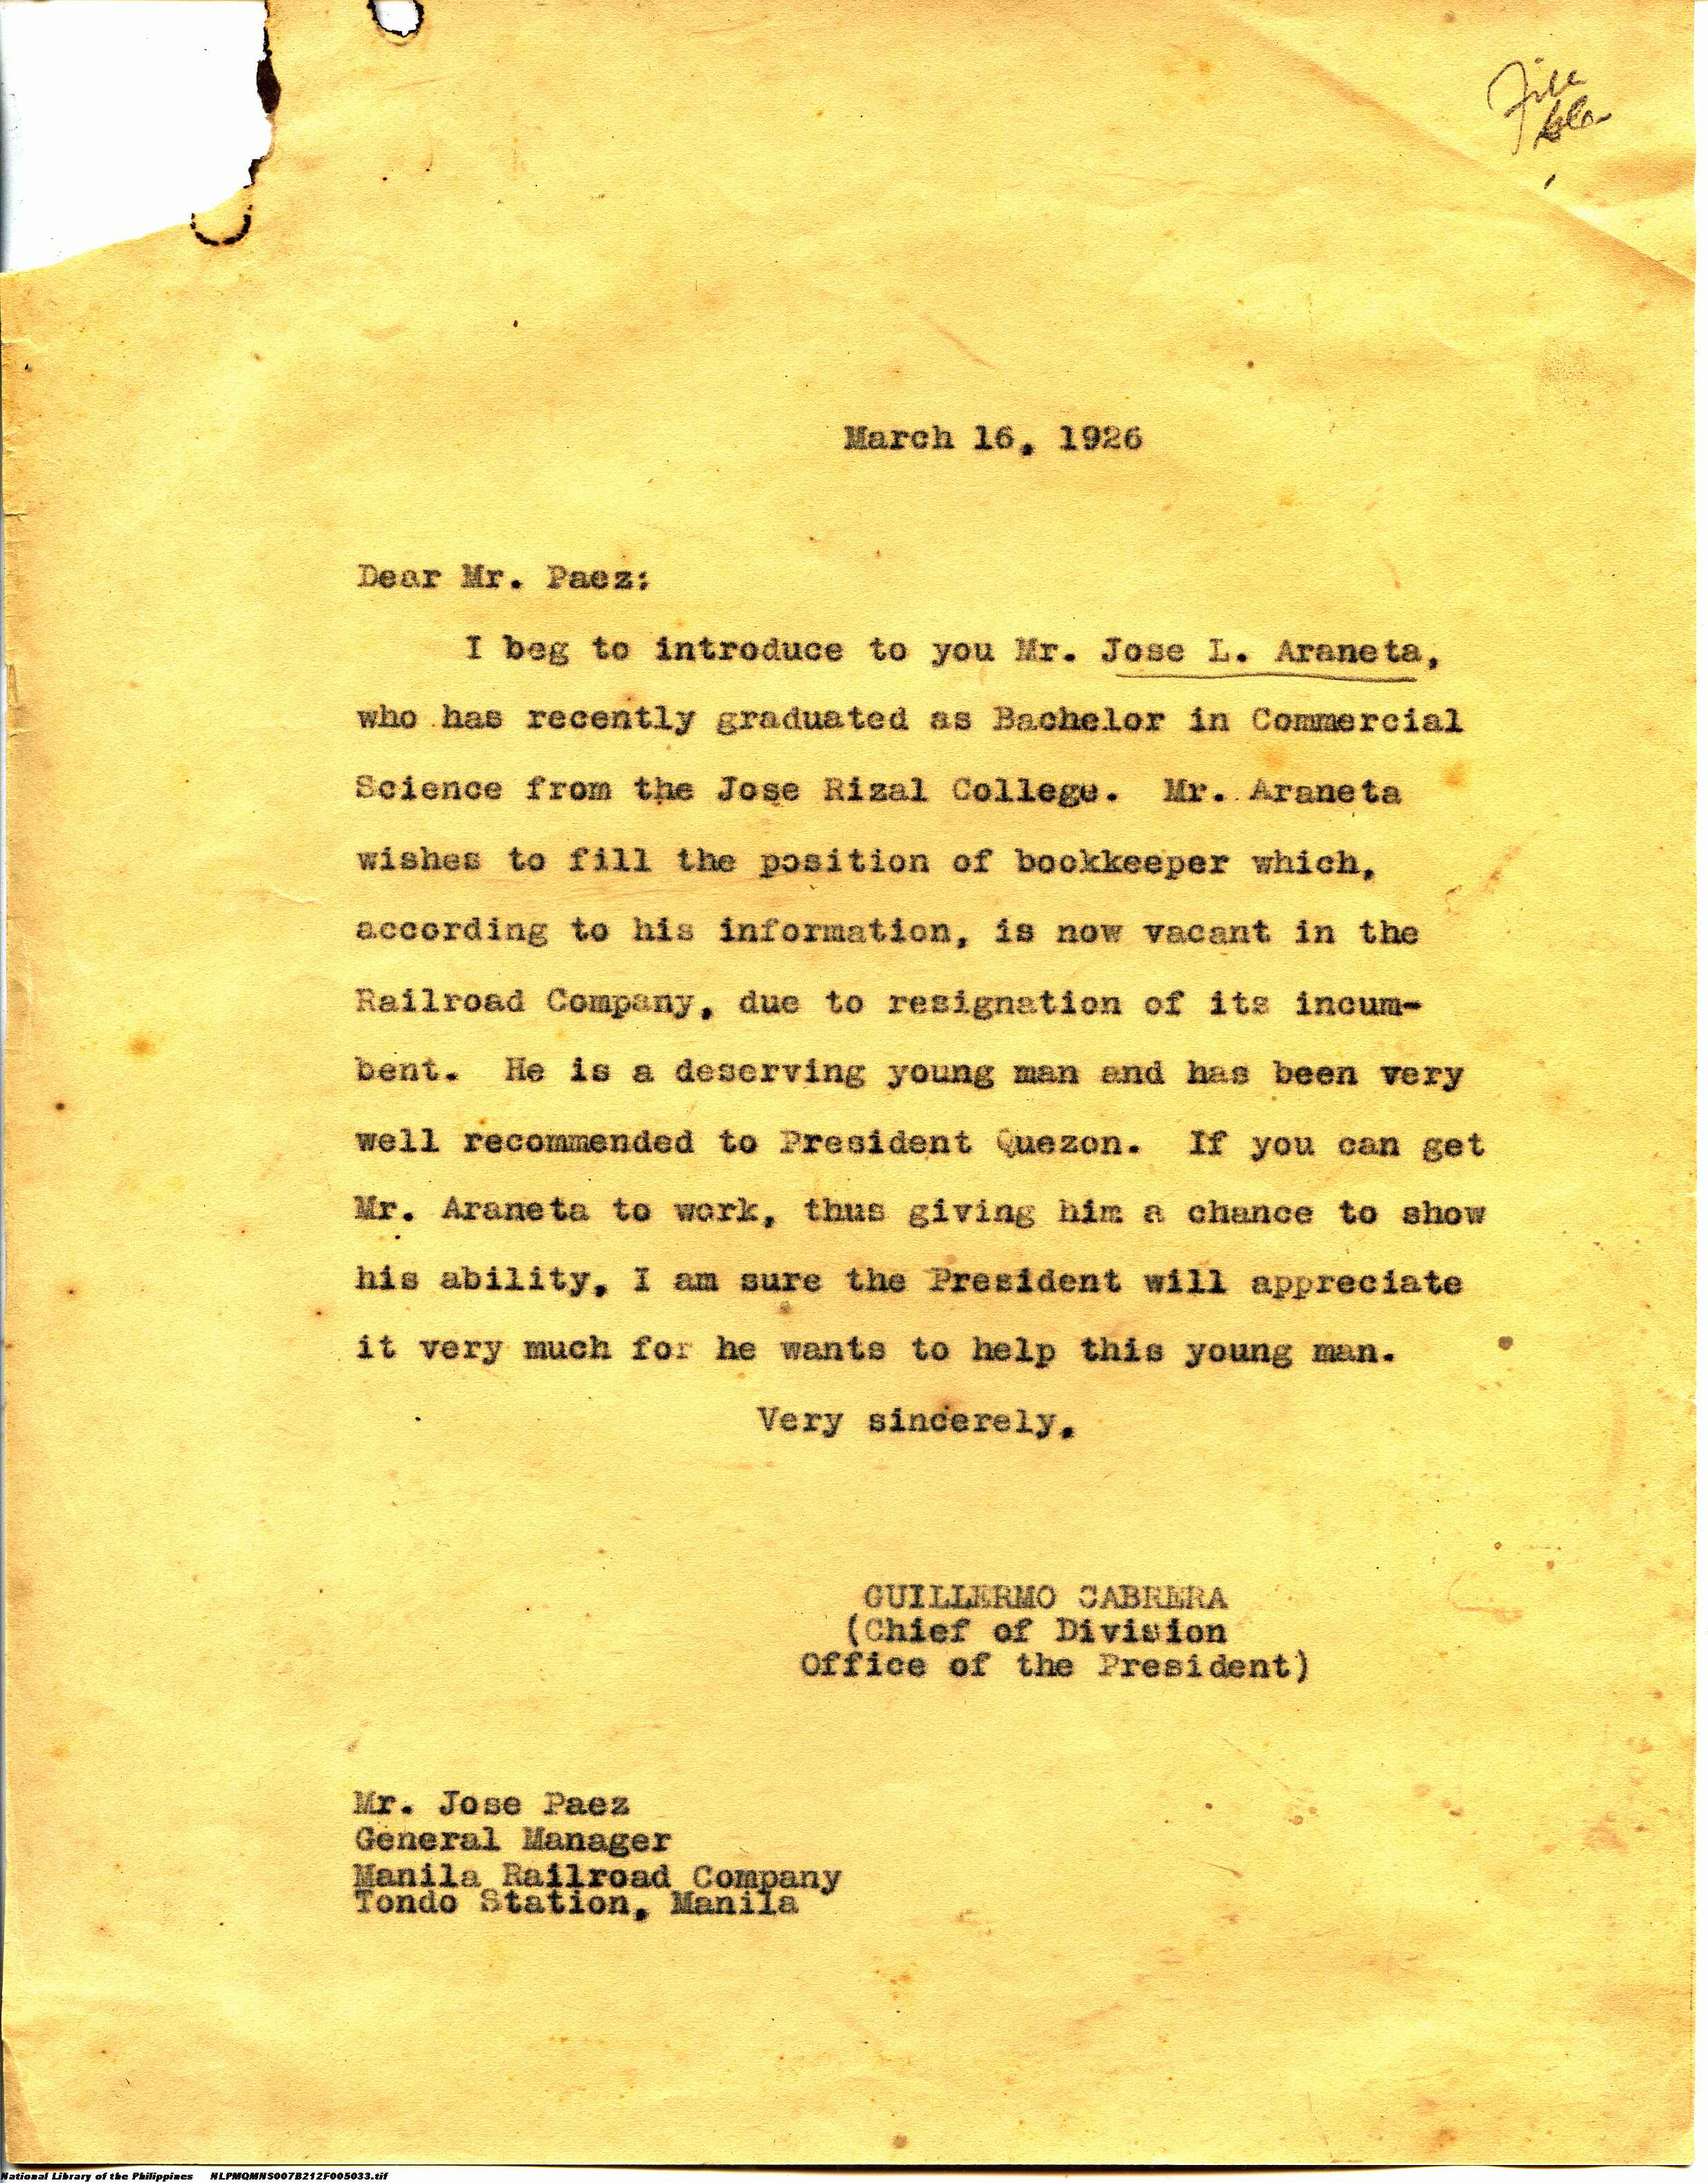 File
March 16, 1926
Dear Mr. Paez:
I beg to introduce to you Mr. Jose L. Araneta,
who has recently graduated as Bachelor in Commercial
Science from the Jose Rizal College. Mr. Araneta
wishes to fill the position of bookkeeper which,
according to his information, is now vacant in the
Railroad Company, due to resignation of its incum-
bent. He is a deserving young man and has been very
well recommended to President Quezon. If you can get
Mr. Araneta to work, thus giving him a chance to show
his ability, I am sure the President will appreciate
it very much for he wants to help this young man.
Very sincerely,
GUILLERMO CABRERA
(Chief of Division
Office of the President)
Mr. Jose Paez
General Manager
Manila Railroad Company
Tondo Station, Manila
National Library of the Philippines NLPMQMNS007B212F005033.tif